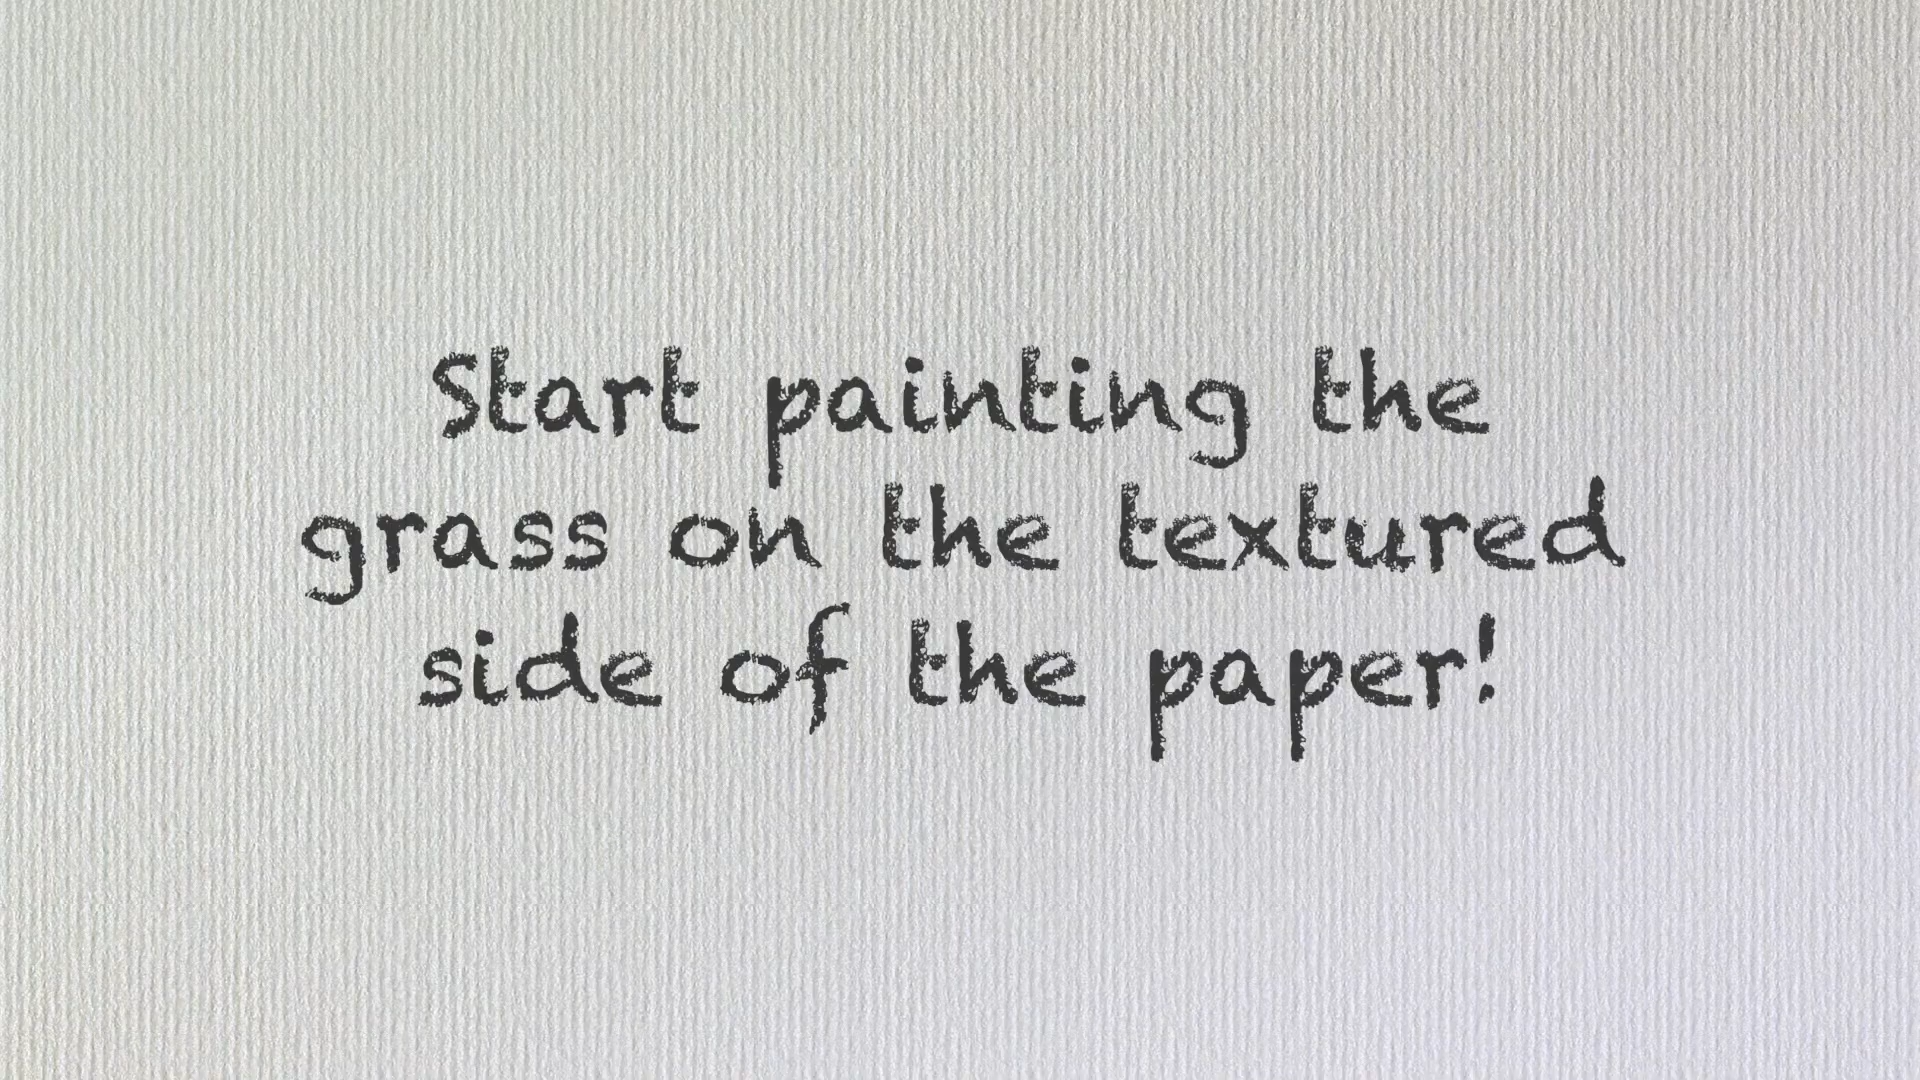 Start painting the
grass on the textured
side of the paper!